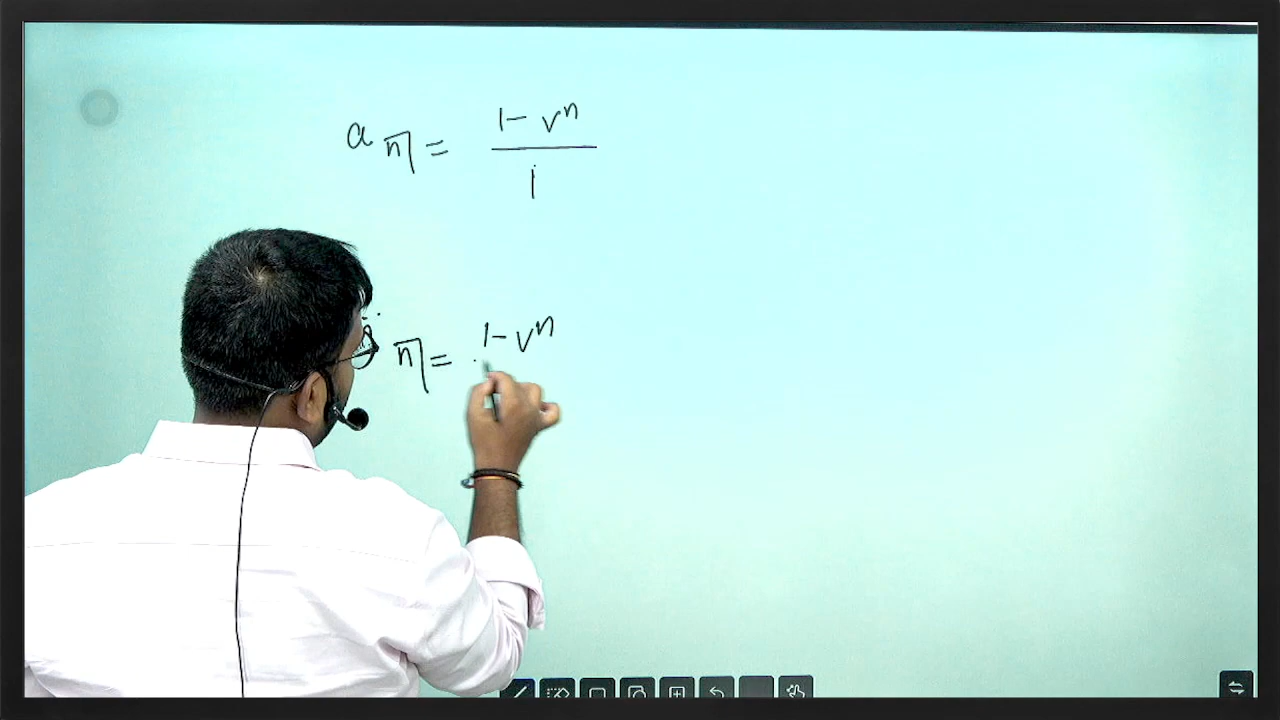 a n̅| = 1 - vⁿ / i
n̅| = 1 - vⁿ